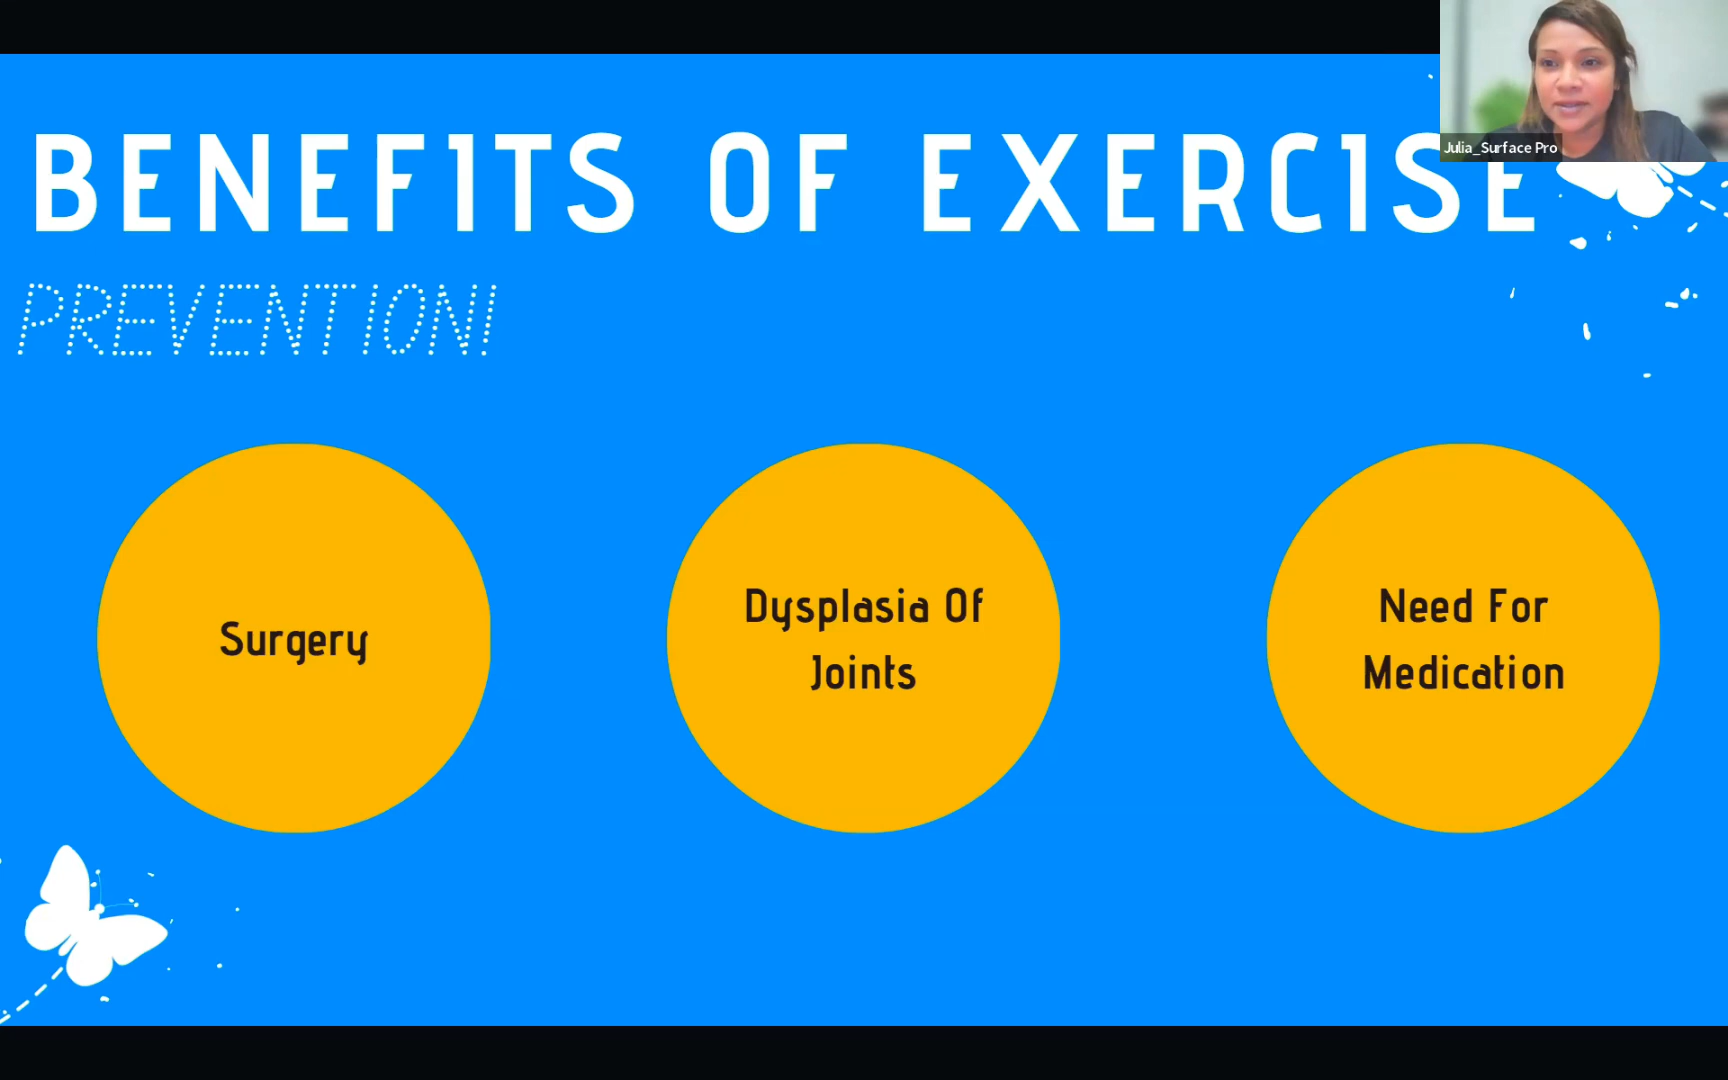 BENEFITS OF EXERCISE
Julia_Surface Pro
PREVENTION!
Surgery
Dysplasia Of
Joints
Need For
Medication